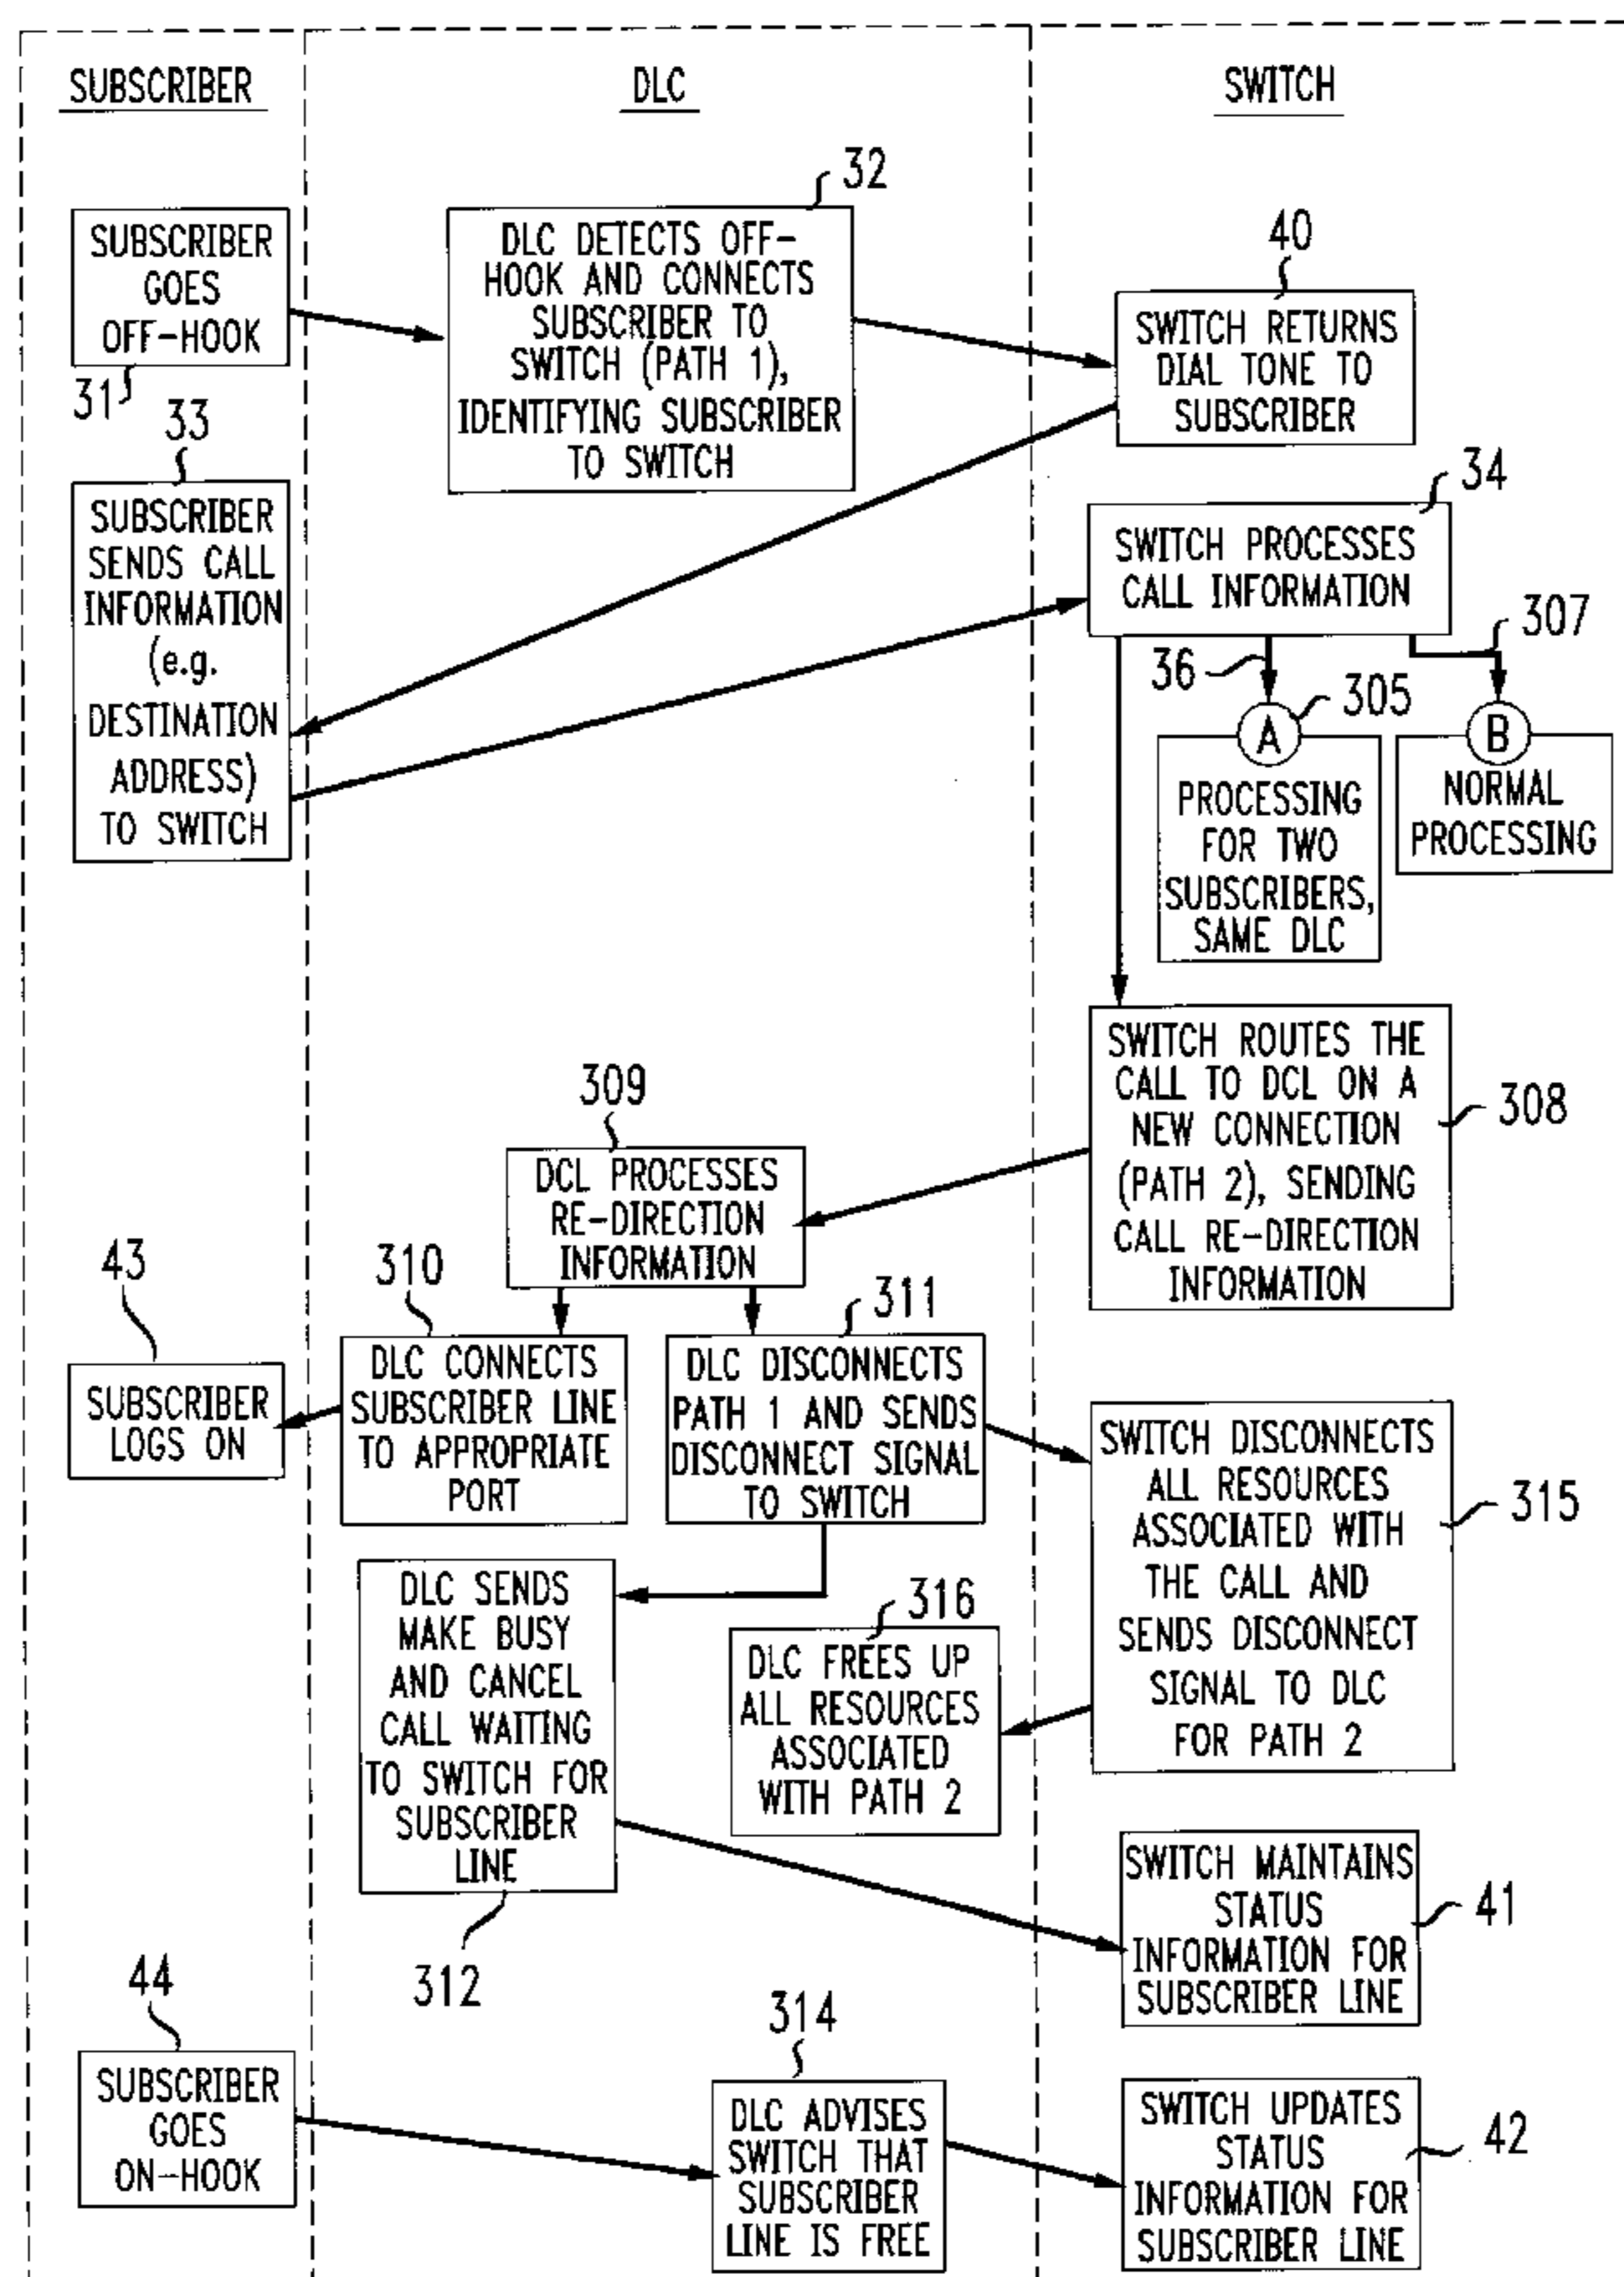 SUBSCRIBER
DLC
SWITCH
32
SUBSCRIBER
GOES
OFF-HOOK
31
DLC DETECTS OFF-
HOOK AND CONNECTS
SUBSCRIBER TO
SWITCH (PATH 1),
IDENTIFYING SUBSCRIBER
TO SWITCH
40
SWITCH RETURNS
DIAL TONE TO
SUBSCRIBER
33
SUBSCRIBER
SENDS CALL
INFORMATION
(e.g.
DESTINATION
ADDRESS)
TO SWITCH
34
SWITCH PROCESSES
CALL INFORMATION
307
36
305
A
B
PROCESSING
FOR TWO
SUBSCRIBERS,
SAME DLC
NORMAL
PROCESSING
SWITCH ROUTES THE
CALL TO DCL ON A
NEW CONNECTION
(PATH 2), SENDING
CALL RE-DIRECTION
INFORMATION
308
309
DCL PROCESSES
RE-DIRECTION
INFORMATION
43
310
311
SUBSCRIBER
LOGS ON
DLC CONNECTS
SUBSCRIBER LINE
TO APPROPRIATE
PORT
DLC DISCONNECTS
PATH 1 AND SENDS
DISCONNECT SIGNAL
TO SWITCH
SWITCH DISCONNECTS
ALL RESOURCES
ASSOCIATED WITH
THE CALL AND
SENDS DISCONNECT
SIGNAL TO DLC
FOR PATH 2
315
DLC SENDS
MAKE BUSY
AND CANCEL
CALL WAITING
TO SWITCH FOR
SUBSCRIBER
LINE
312
316
DLC FREES UP
ALL RESOURCES
ASSOCIATED
WITH PATH 2
SWITCH MAINTAINS
STATUS
INFORMATION FOR
SUBSCRIBER LINE
41
44
SUBSCRIBER
GOES
ON-HOOK
314
DLC ADVISES
SWITCH THAT
SUBSCRIBER
LINE IS FREE
SWITCH UPDATES
STATUS
INFORMATION FOR
SUBSCRIBER LINE
42